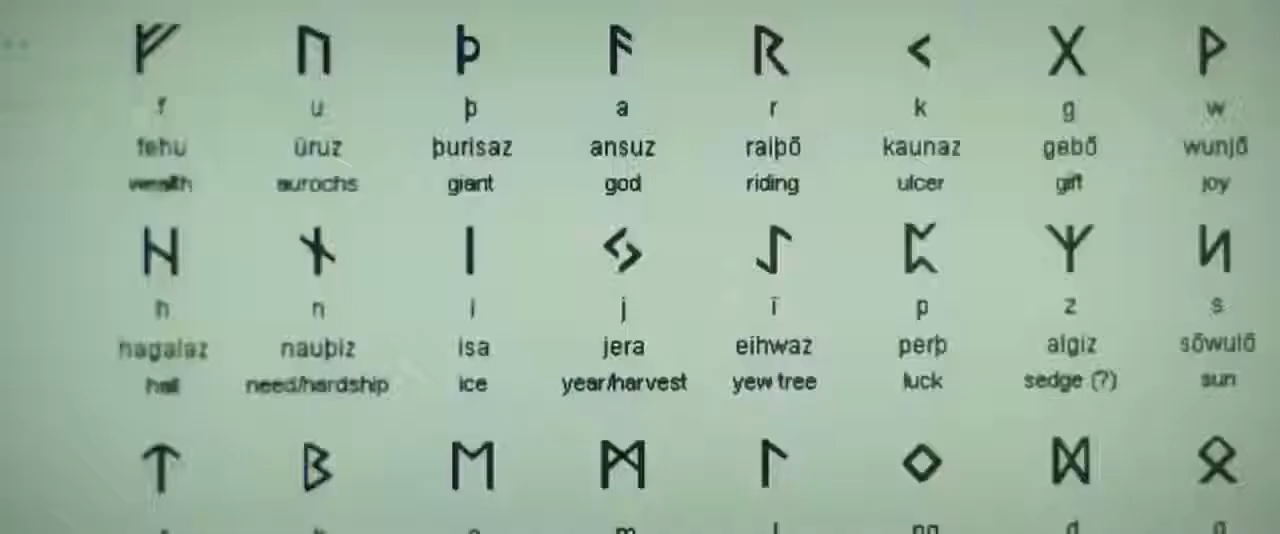 ᚠ ᚢ ᚦ ᚨ ᚱ ᚲ ᚷ ᚹ
f u þ a r k g w
fehu ūruz þurisaz ansuz raiþō kaunaz gebō wunjō
wealth aurochs giant god riding ulcer gift joy
ᚺ ᚾ ᛁ ᛃ ᛇ ᛈ ᛉ ᛋ
h n i j ī p z s
hagalaz nauþiz isa jera eihwaz perþ algiz sōwulō
hail need/hardship ice year/harvest yew tree luck sedge (?) sun
ᛏ ᛒ ᛖ ᛗ ᛚ ᛜ ᛞ ᛟ
m l ng d